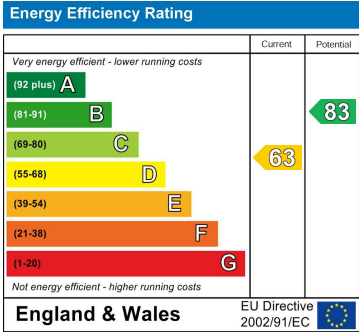 Energy Efficiency Rating
Current Potential
Very energy efficient - lower running costs
(92 plus) A
(81-91) B
83
(69-80) C
63
(55-68) D
(39-54) E
(21-38) F
(1-20) G
Not energy efficient - higher running costs
England & Wales
EU Directive
2002/91/EC